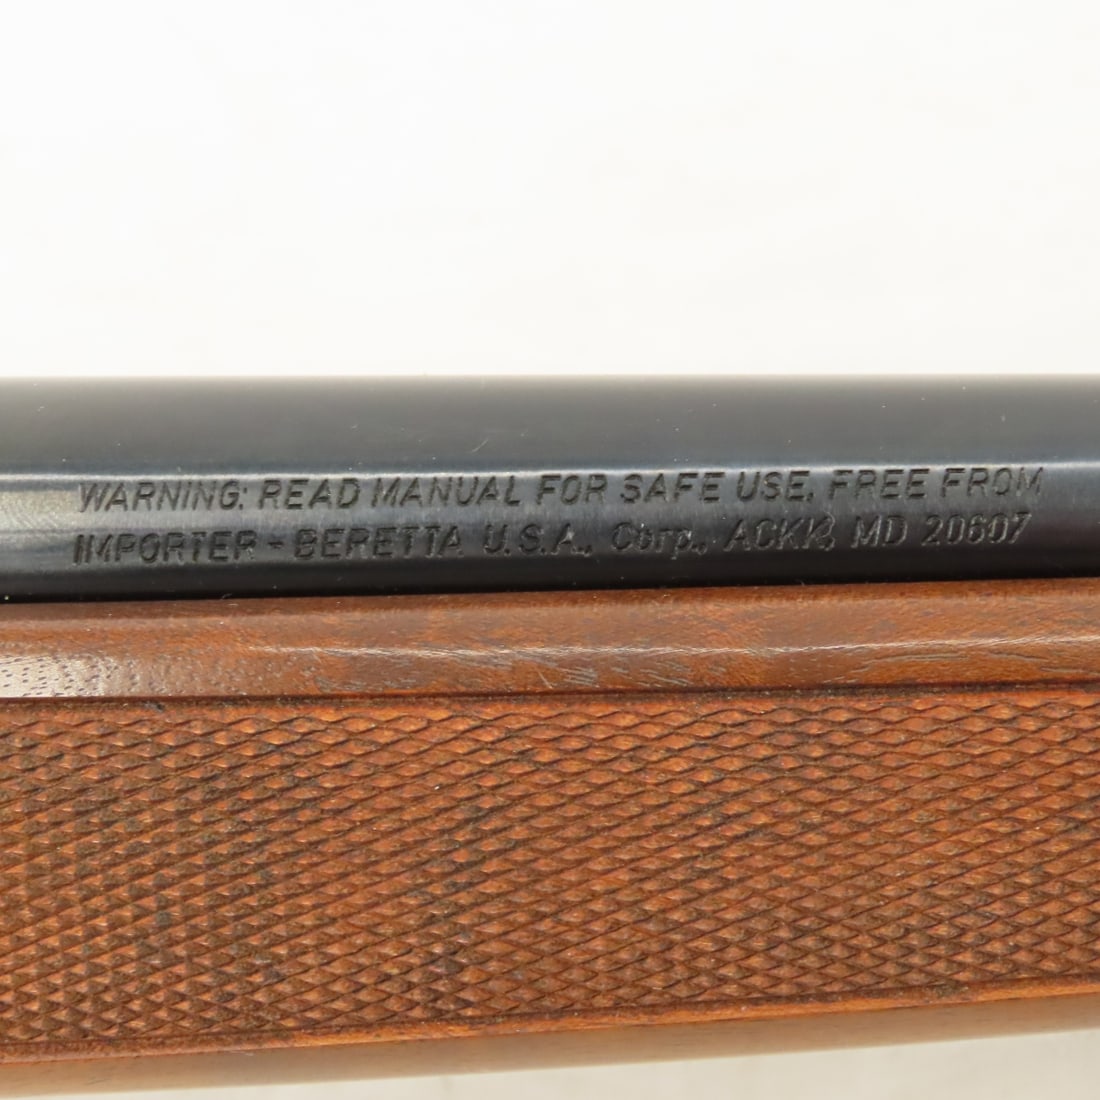 WARNING: READ MANUAL FOR SAFE USE, FREE FROM
IMPORTER - BERETTA U.S.A., Corp., ACKK, MD 20607